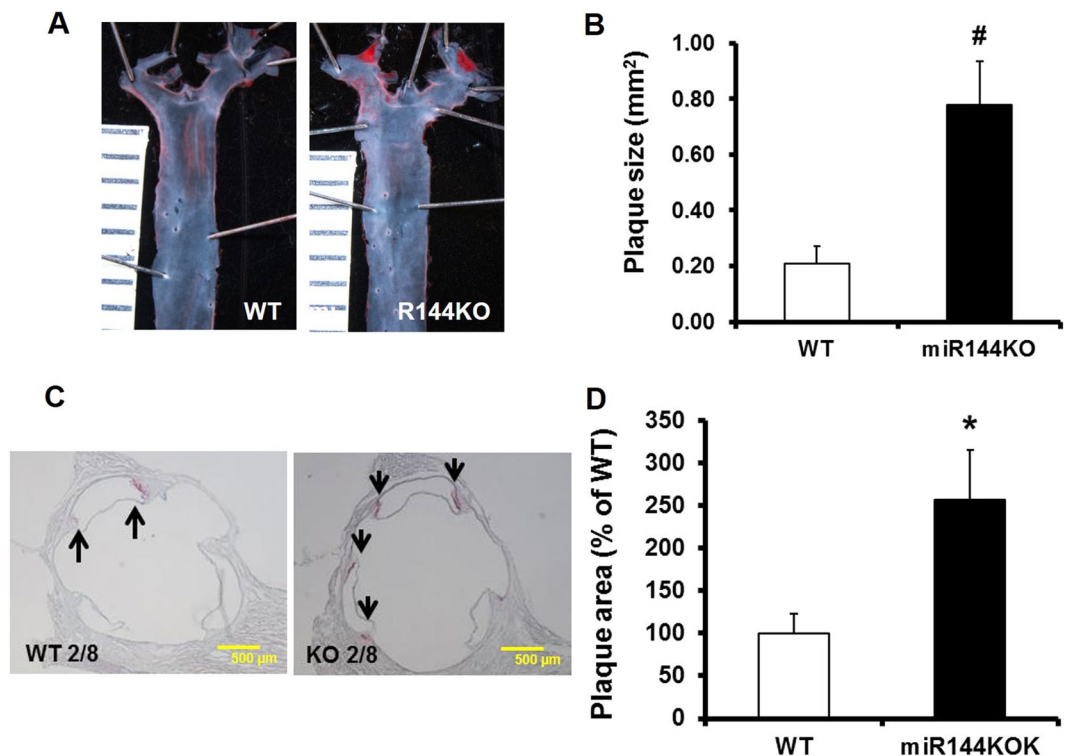 A
WT
R144KO
B
Plaque size (mm²)
1.00
0.80
0.60
0.40
0.20
0.00
#
WT
miR144KO
C
WT 2/8
500 µm
KO 2/8
500 µm
D
Plaque area (% of WT)
350
300
250
200
150
100
50
0
*
WT
miR144KOK